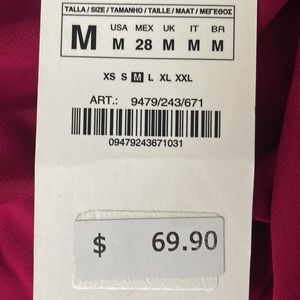 TALLA / SIZE / TAMANHO / TAILLE / MAAT / ΜΕΓΕΘΟΣ
M USA MEX UK IT BR
M 28 M M M
XS S M L XL XXL
ART.: 9479/243/671
09479243671031
$ 69.90